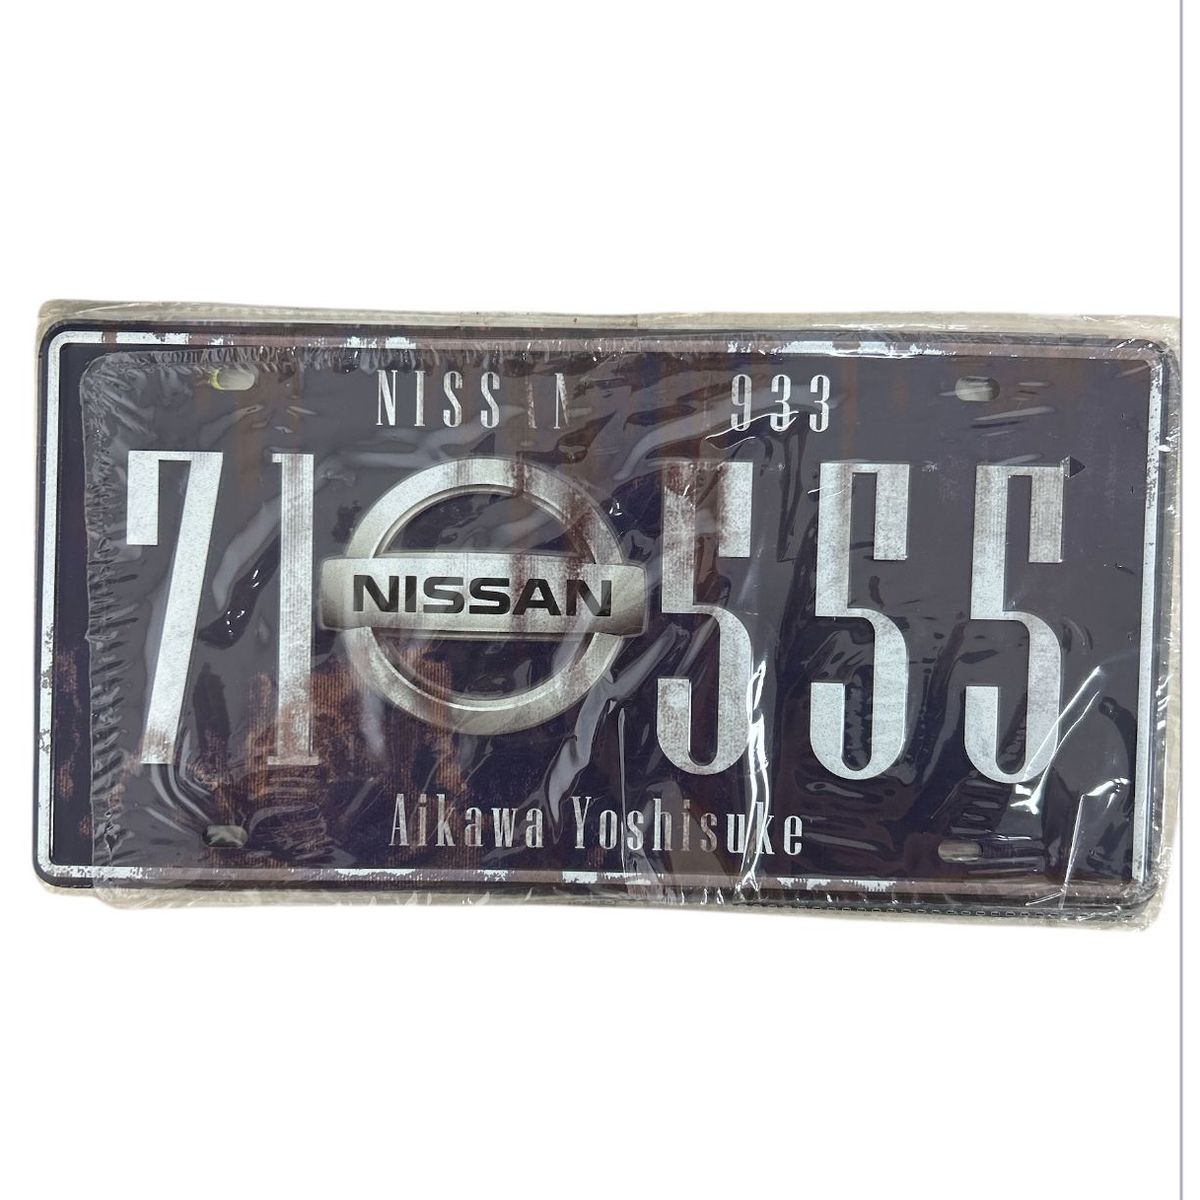 NISSAN 933
71 NISSAN 555
Aikawa Yoshisuke